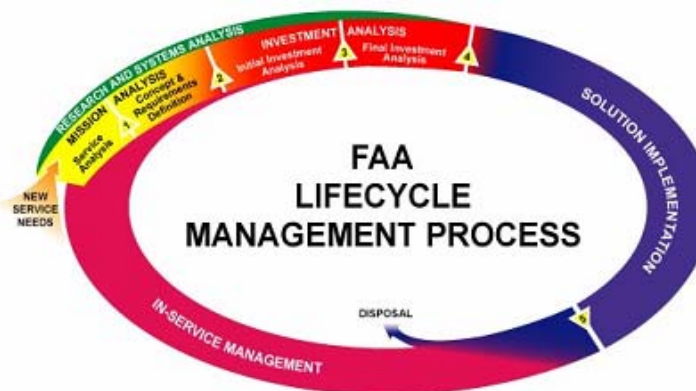 RESEARCH AND SYSTEMS ANALYSIS
MISSION ANALYSIS
Service
Analysis
1
Concept &
Requirements
Definition
2
INVESTMENT ANALYSIS
Initial Investment
Analysis
3
Final Investment
Analysis
4
SOLUTION IMPLEMENTATION
NEW
SERVICE
NEEDS
FAA
LIFECYCLE
MANAGEMENT PROCESS
DISPOSAL
5
IN-SERVICE MANAGEMENT